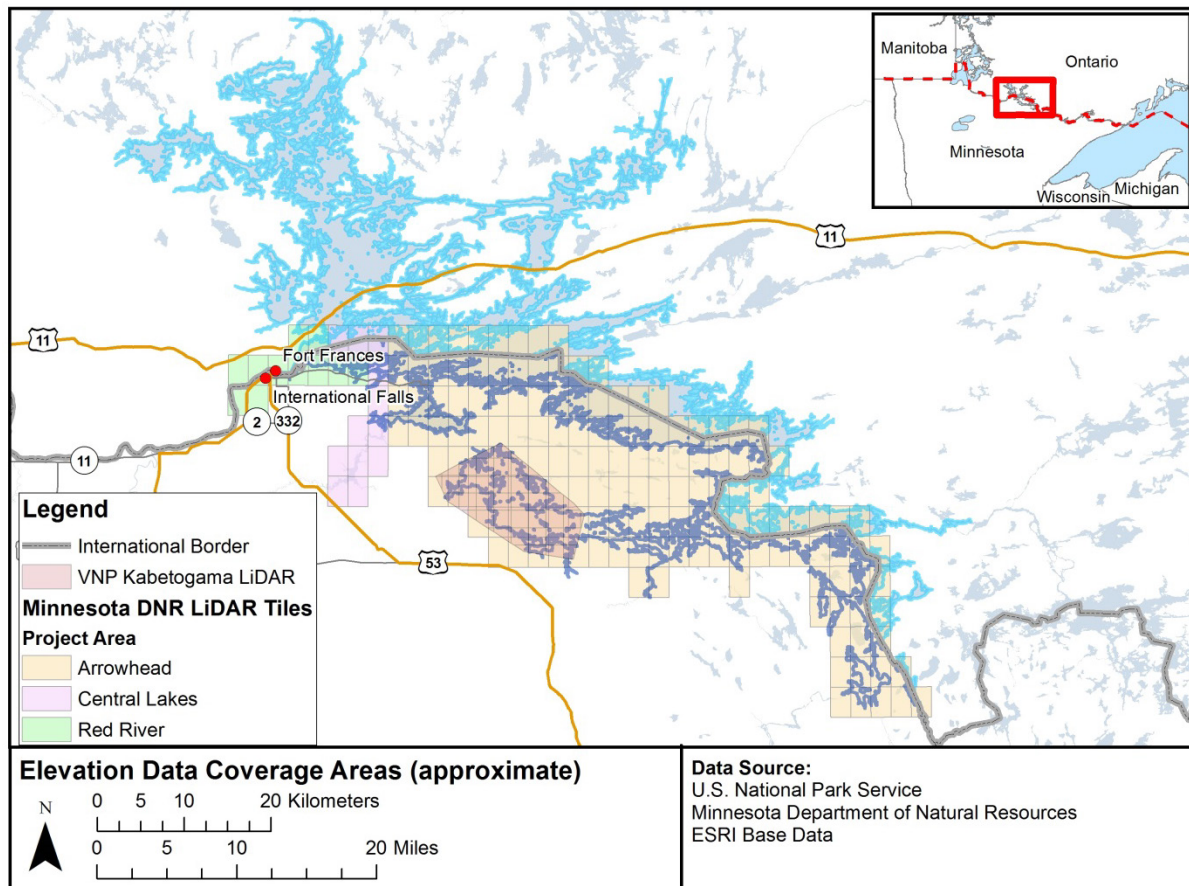 Manitoba
Ontario
Minnesota
Wisconsin
Michigan
11
11
Fort Frances
International Falls
2
332
11
53
Legend
International Border
VNP Kabetogama LiDAR
Minnesota DNR LiDAR Tiles
Project Area
Arrowhead
Central Lakes
Red River
Elevation Data Coverage Areas (approximate)
N
0 5 10 20 Kilometers
0 5 10 20 Miles
Data Source:
U.S. National Park Service
Minnesota Department of Natural Resources
ESRI Base Data